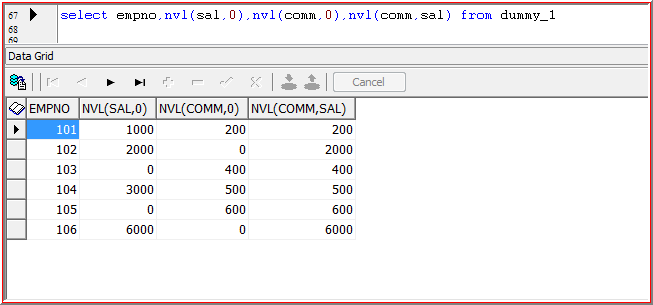 67 select empno,nvl(sal,0),nvl(comm,0),nvl(comm,sal) from dummy_1
68
69
Data Grid
Cancel
EMPNO NVL(SAL,0) NVL(COMM,0) NVL(COMM,SAL)
101 1000 200 200
102 2000 0 2000
103 0 400 400
104 3000 500 500
105 0 600 600
106 6000 0 6000